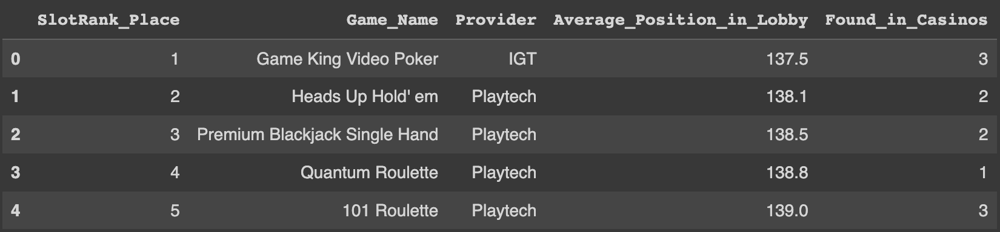 SlotRank_Place Game_Name Provider Average_Position_in_Lobby Found_in_Casinos
0 1 Game King Video Poker IGT 137.5 3
1 2 Heads Up Hold' em Playtech 138.1 2
2 3 Premium Blackjack Single Hand Playtech 138.5 2
3 4 Quantum Roulette Playtech 138.8 1
4 5 101 Roulette Playtech 139.0 3